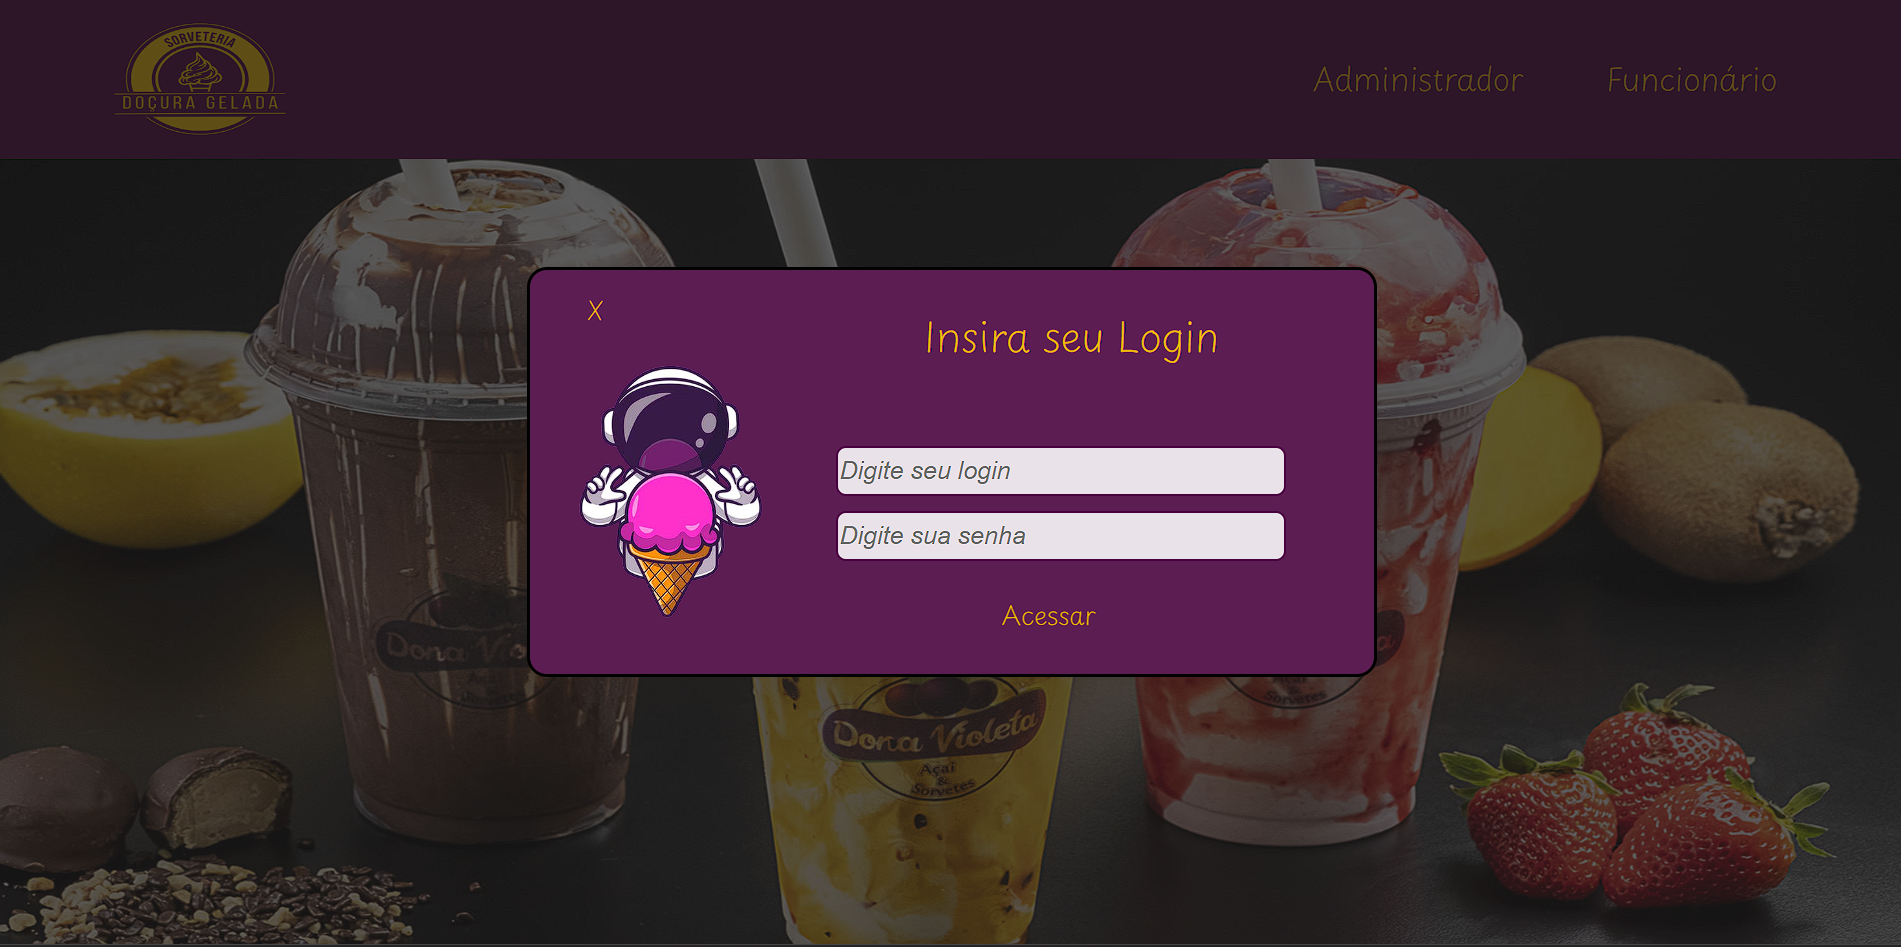 SORVETERIA
DOÇURA GELADA
Administrador
Funcionário
X
Insira seu Login
Digite seu login
Digite sua senha
Acessar
Dona Vio
Dona Violeta
Açaí
&
Sorvetes
Sorvetes